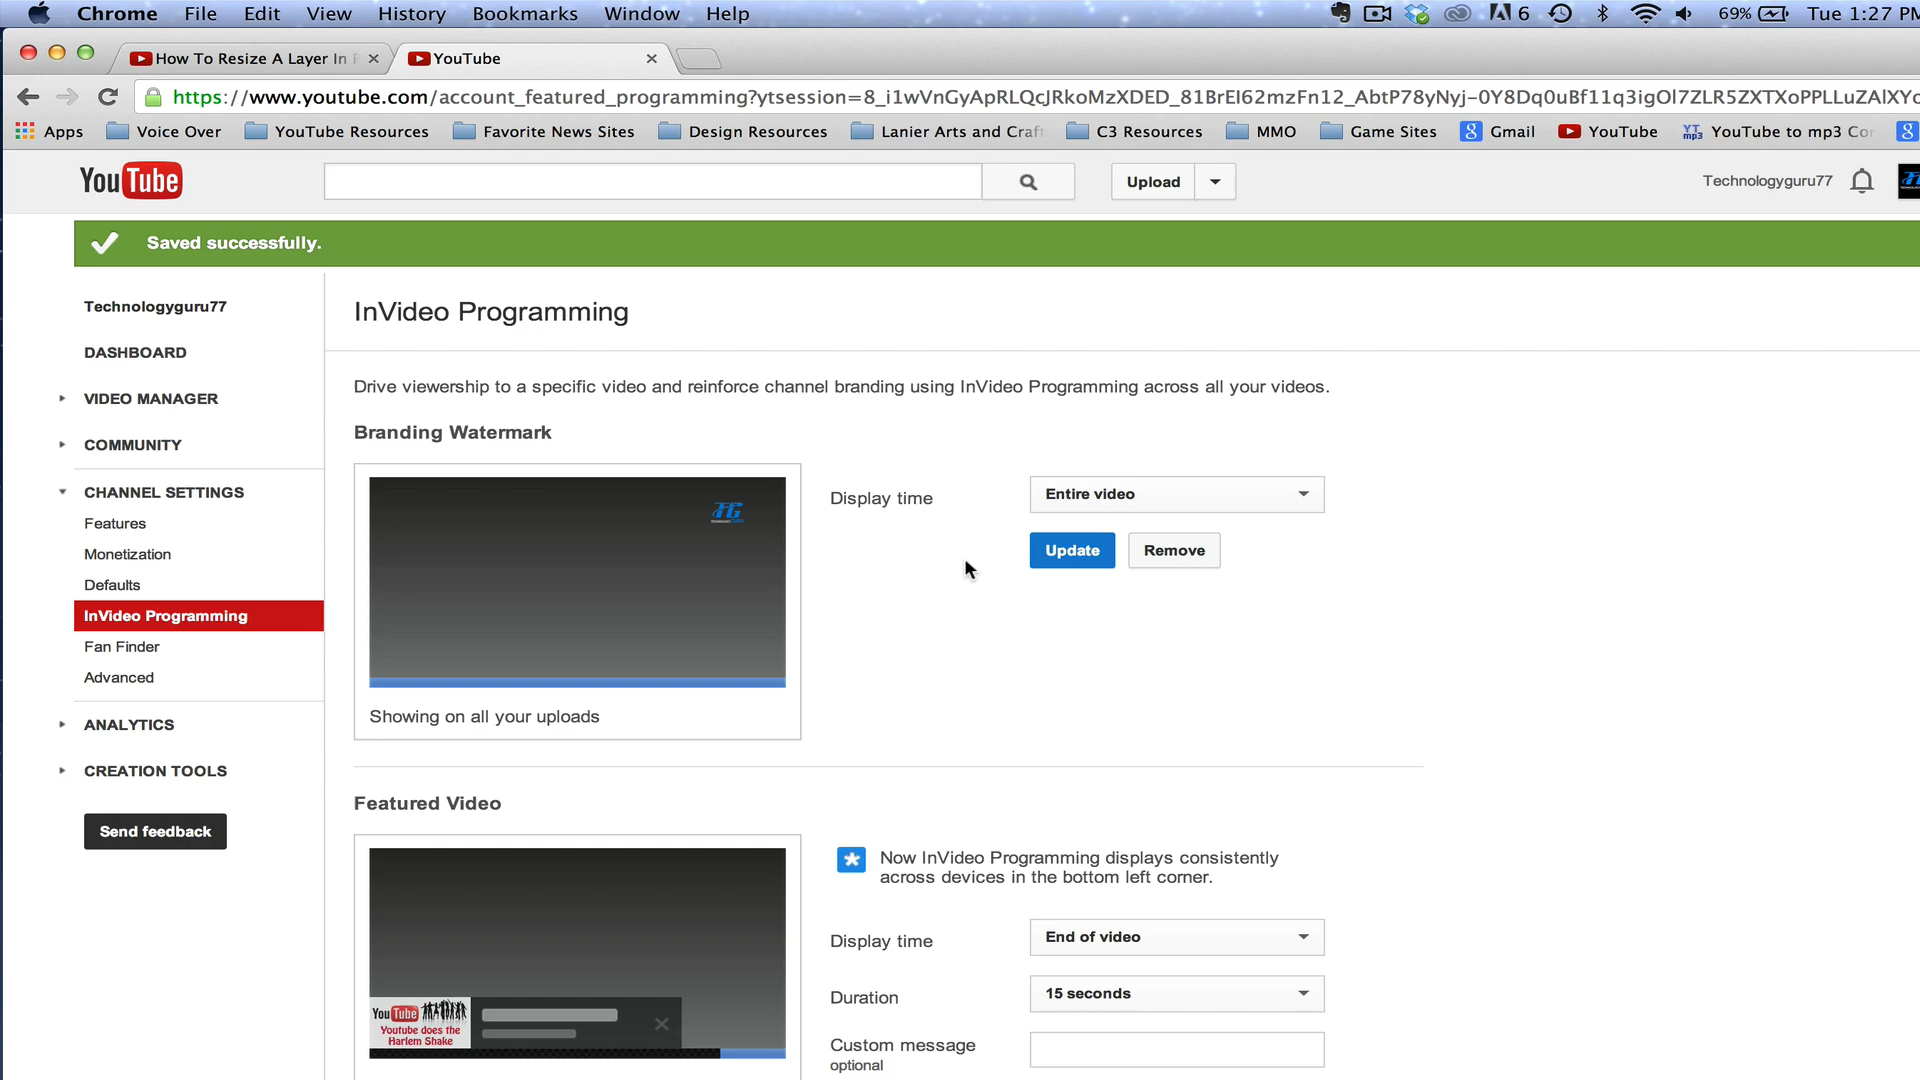 Chrome File Edit View History Bookmarks Window Help 6 69% Tue 1:27 PM
How To Resize A Layer In YouTube
https://www.youtube.com/account_featured_programming?ytsession=8_i1wVnGyApRLQcJRkoMzXDED_81BrEI62mzFn12_AbtP78yNyj-0Y8Dq0uBf11q3igOl7ZLR5ZXTXoPPLLuZAlXYo
Apps Voice Over YouTube Resources Favorite News Sites Design Resources Lanier Arts and Craf C3 Resources MMO Game Sites Gmail YouTube YouTube to mp3 Co
YouTube Upload Technologyguru77
Saved successfully.
Technologyguru77
DASHBOARD
VIDEO MANAGER
COMMUNITY
CHANNEL SETTINGS
Features
Monetization
Defaults
InVideo Programming
Fan Finder
Advanced
ANALYTICS
CREATION TOOLS
Send feedback
InVideo Programming
Drive viewership to a specific video and reinforce channel branding using InVideo Programming across all your videos.
Branding Watermark
TG
Display time Entire video
Update Remove
Showing on all your uploads
Featured Video
Now InVideo Programming displays consistently
across devices in the bottom left corner.
Display time End of video
Duration 15 seconds
Custom message
optional
YouTube
Youtube does the
Harlem Shake